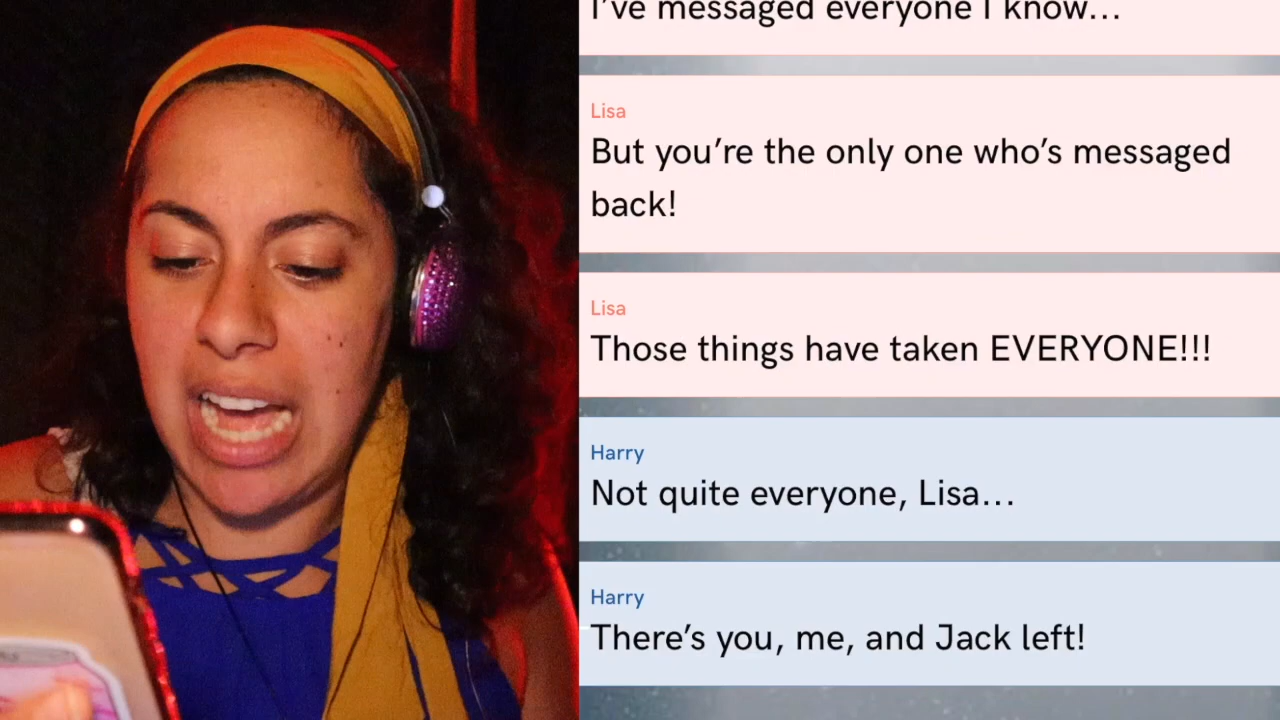 I’ve messaged everyone I know...
Lisa
But you’re the only one who’s messaged
back!
Lisa
Those things have taken EVERYONE!!!
Harry
Not quite everyone, Lisa...
Harry
There’s you, me, and Jack left!